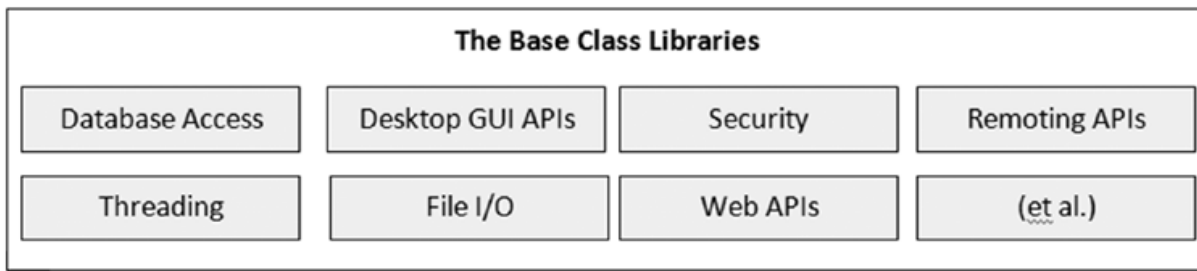 The Base Class Libraries
Database Access Desktop GUI APIs Security Remoting APIs
Threading File I/O Web APIs (et al.)